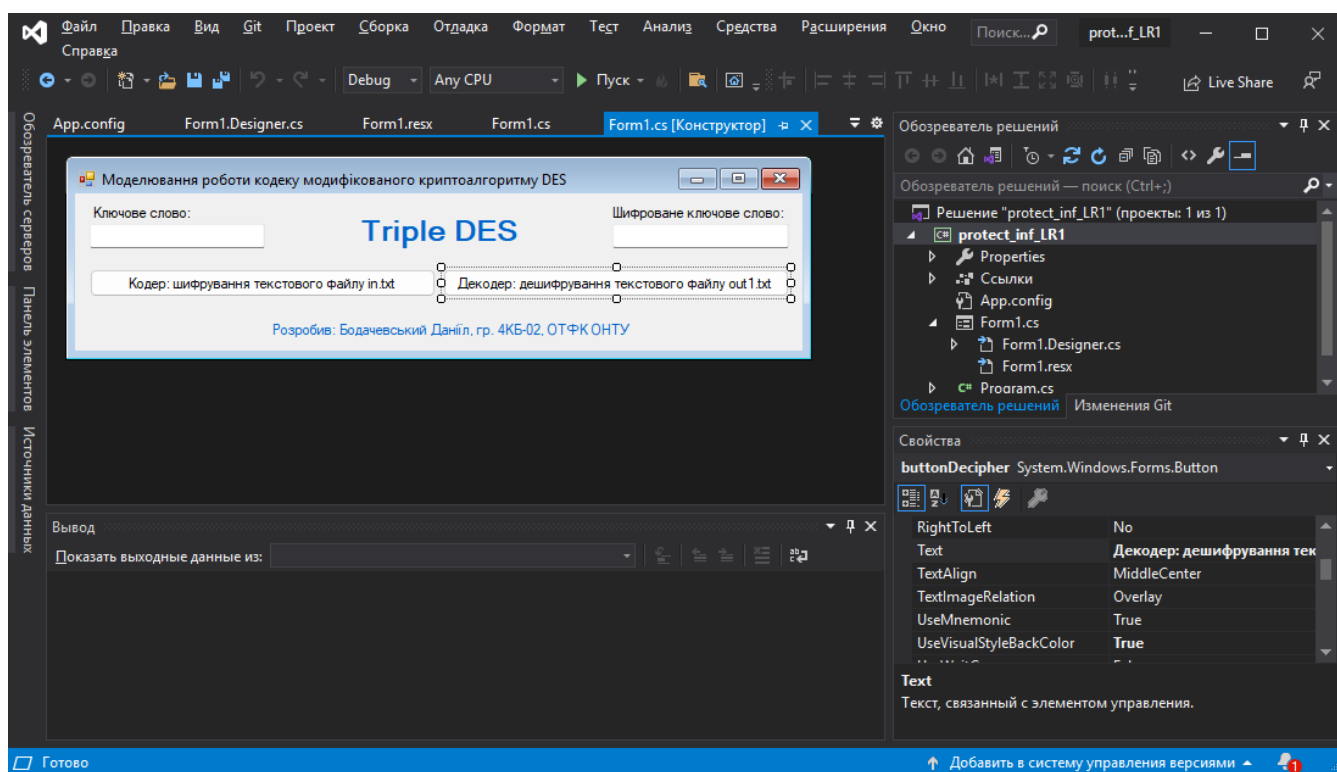 Файл Правка Вид Git Проект Сборка Отладка Формат Тест Анализ Средства Расширения Окно Поиск... prot...f_LR1
Справка
Debug Any CPU Пуск Live Share
Обозреватель серверов
Панель элементов
Источники данных
App.config Form1.Designer.cs Form1.resx Form1.cs Form1.cs [Конструктор]
Моделювання роботи кодеку модифікованого криптоалгоритму DES
Ключове слово: Шифроване ключове слово:
Triple DES
Кодер: шифрування текстового файлу in.txt Декодер: дешифрування текстового файлу out1.txt
Розробив: Бодачевський Даніїл, гр. 4КБ-02, ОТФК ОНТУ
Вывод
Показать выходные данные из:
Обозреватель решений
Обозреватель решений — поиск (Ctrl+;)
Решение "protect_inf_LR1" (проекты: 1 из 1)
C# protect_inf_LR1
Properties
Ссылки
App.config
Form1.cs
Form1.Designer.cs
Form1.resx
C# Program.cs
Обозреватель решений Изменения Git
Свойства
buttonDecipher System.Windows.Forms.Button
RightToLeft No
Text Декодер: дешифрування тек
TextAlign MiddleCenter
TextImageRelation Overlay
UseMnemonic True
UseVisualStyleBackColor True
Text
Текст, связанный с элементом управления.
Готово Добавить в систему управления версиями 1